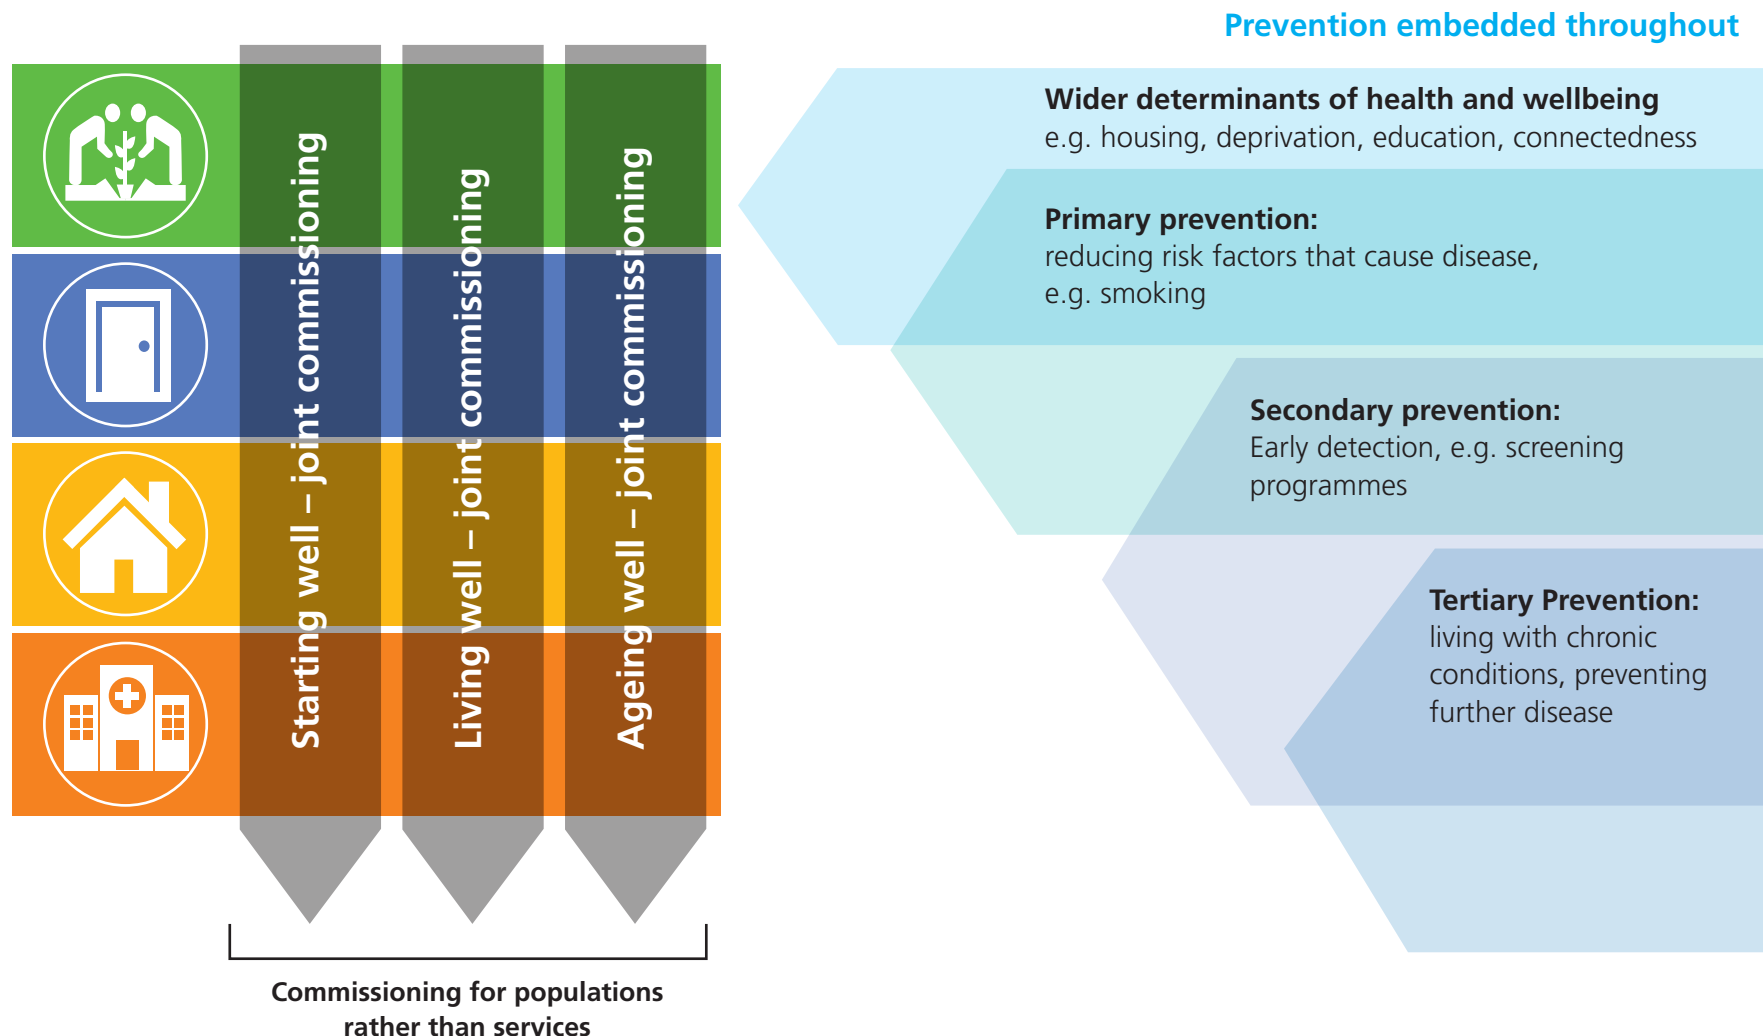 Prevention embedded throughout
Starting well – joint commissioning
Living well – joint commissioning
Ageing well – joint commissioning
Commissioning for populations
rather than services
Wider determinants of health and wellbeing
e.g. housing, deprivation, education, connectedness
Primary prevention:
reducing risk factors that cause disease,
e.g. smoking
Secondary prevention:
Early detection, e.g. screening
programmes
Tertiary Prevention:
living with chronic
conditions, preventing
further disease